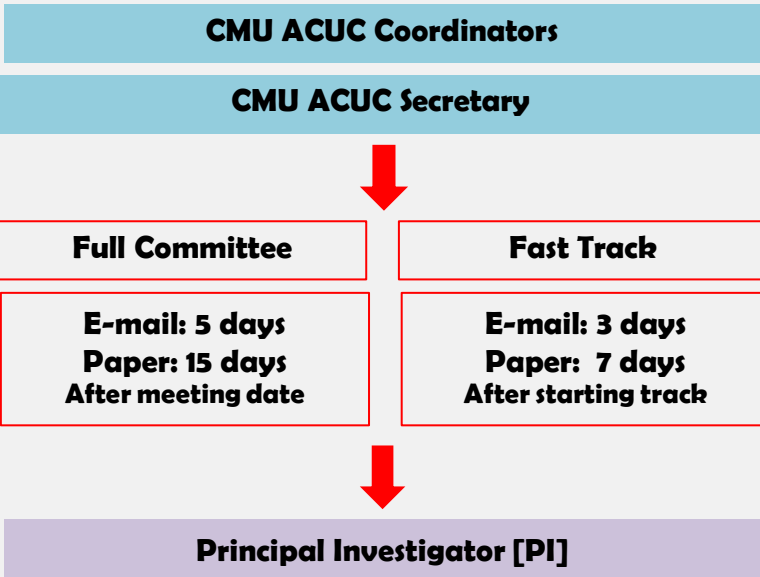 CMU ACUC Coordinators
CMU ACUC Secretary
Full Committee
Fast Track
E-mail: 5 days
Paper: 15 days
After meeting date
E-mail: 3 days
Paper: 7 days
After starting track
Principal Investigator [PI]